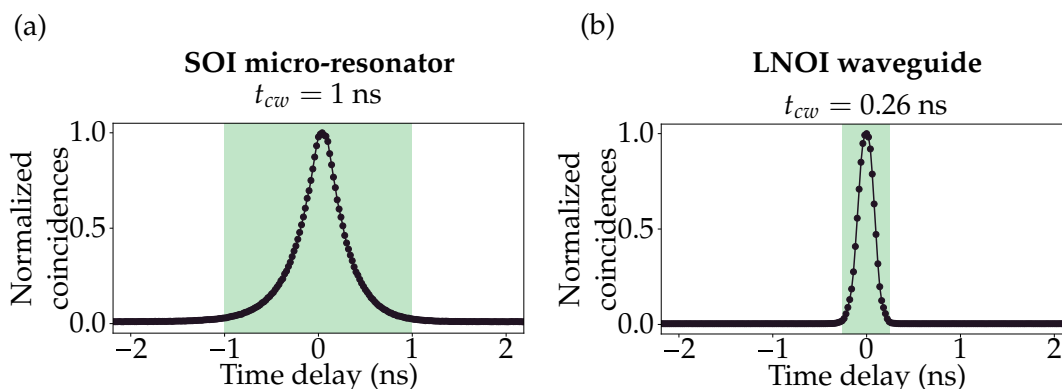 (a)
SOI micro-resonator
t_cw = 1 ns
Normalized
coincidences
1.0
0.5
0.0
−2
−1
0
1
2
Time delay (ns)
(b)
LNOI waveguide
t_cw = 0.26 ns
Normalized
coincidences
1.0
0.5
0.0
−2
−1
0
1
2
Time delay (ns)